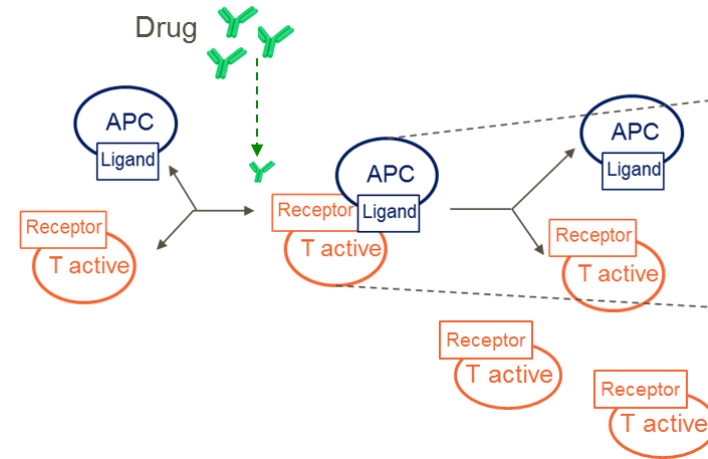 Drug
APC
Ligand
Receptor
T active
APC
Receptor
Ligand
T active
APC
Ligand
Receptor
T active
Receptor
T active
Receptor
T active